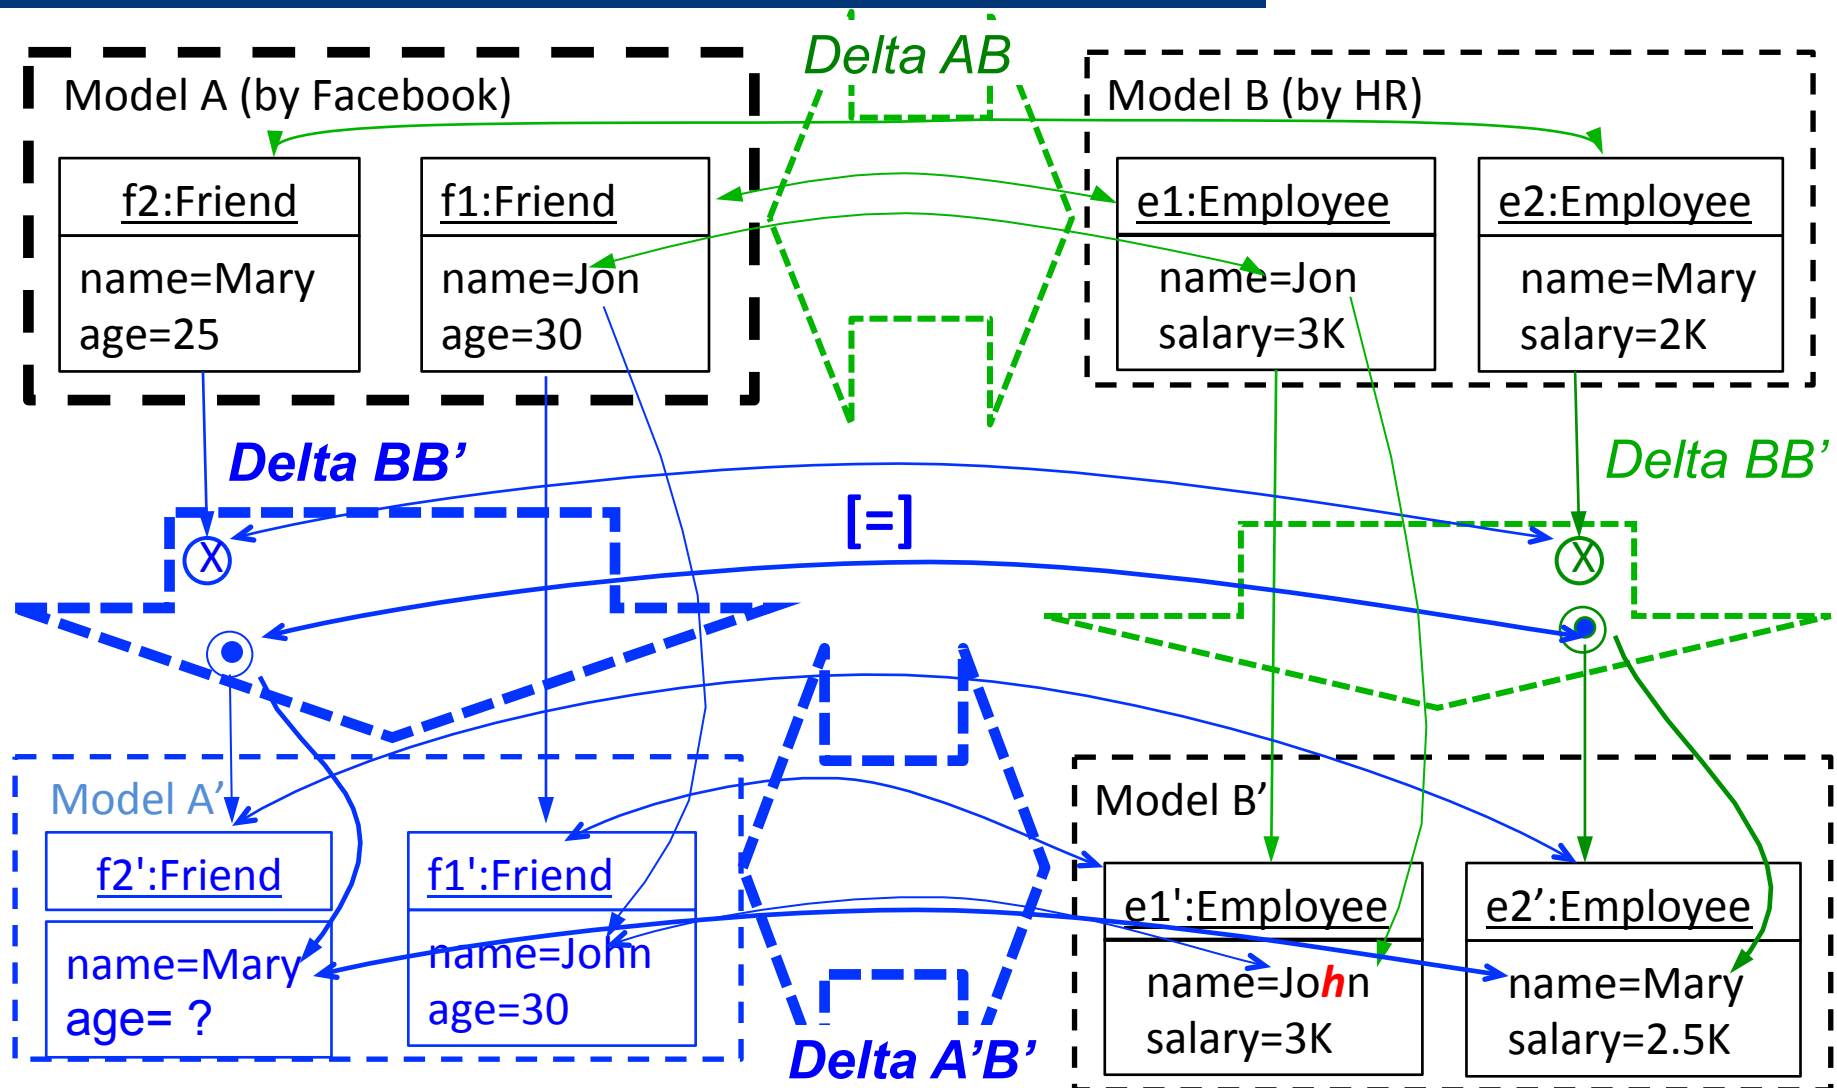 Delta AB
Model A (by Facebook)
Model B (by HR)
f2:Friend
name=Mary
age=25
f1:Friend
name=Jon
age=30
e1:Employee
name=Jon
salary=3K
e2:Employee
name=Mary
salary=2K
Delta BB’
[=]
Delta BB’
X
X
Model A’
Model B’
f2':Friend
name=Mary
age= ?
f1':Friend
name=John
age=30
e1':Employee
name=John
salary=3K
e2’:Employee
name=Mary
salary=2.5K
Delta A’B’